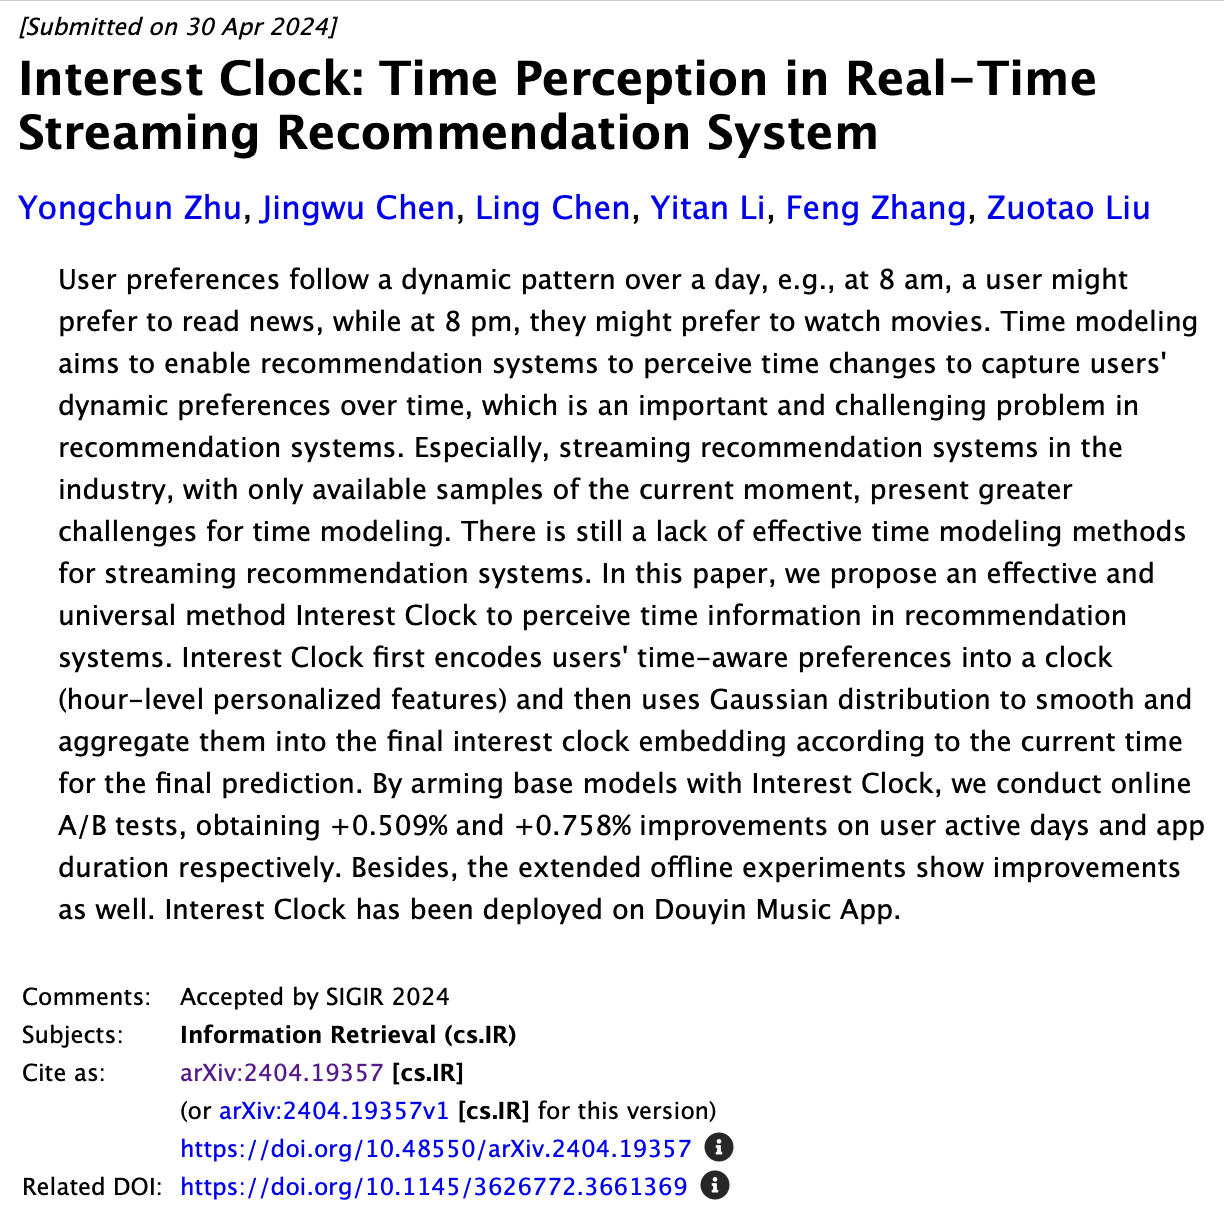 [Submitted on 30 Apr 2024]
Interest Clock: Time Perception in Real-Time
Streaming Recommendation System
Yongchun Zhu, Jingwu Chen, Ling Chen, Yitan Li, Feng Zhang, Zuotao Liu
User preferences follow a dynamic pattern over a day, e.g., at 8 am, a user might
prefer to read news, while at 8 pm, they might prefer to watch movies. Time modeling
aims to enable recommendation systems to perceive time changes to capture users'
dynamic preferences over time, which is an important and challenging problem in
recommendation systems. Especially, streaming recommendation systems in the
industry, with only available samples of the current moment, present greater
challenges for time modeling. There is still a lack of effective time modeling methods
for streaming recommendation systems. In this paper, we propose an effective and
universal method Interest Clock to perceive time information in recommendation
systems. Interest Clock first encodes users' time-aware preferences into a clock
(hour-level personalized features) and then uses Gaussian distribution to smooth and
aggregate them into the final interest clock embedding according to the current time
for the final prediction. By arming base models with Interest Clock, we conduct online
A/B tests, obtaining +0.509% and +0.758% improvements on user active days and app
duration respectively. Besides, the extended offline experiments show improvements
as well. Interest Clock has been deployed on Douyin Music App.
Comments: Accepted by SIGIR 2024
Subjects: Information Retrieval (cs.IR)
Cite as: arXiv:2404.19357 [cs.IR]
(or arXiv:2404.19357v1 [cs.IR] for this version)
https://doi.org/10.48550/arXiv.2404.19357
Related DOI: https://doi.org/10.1145/3626772.3661369